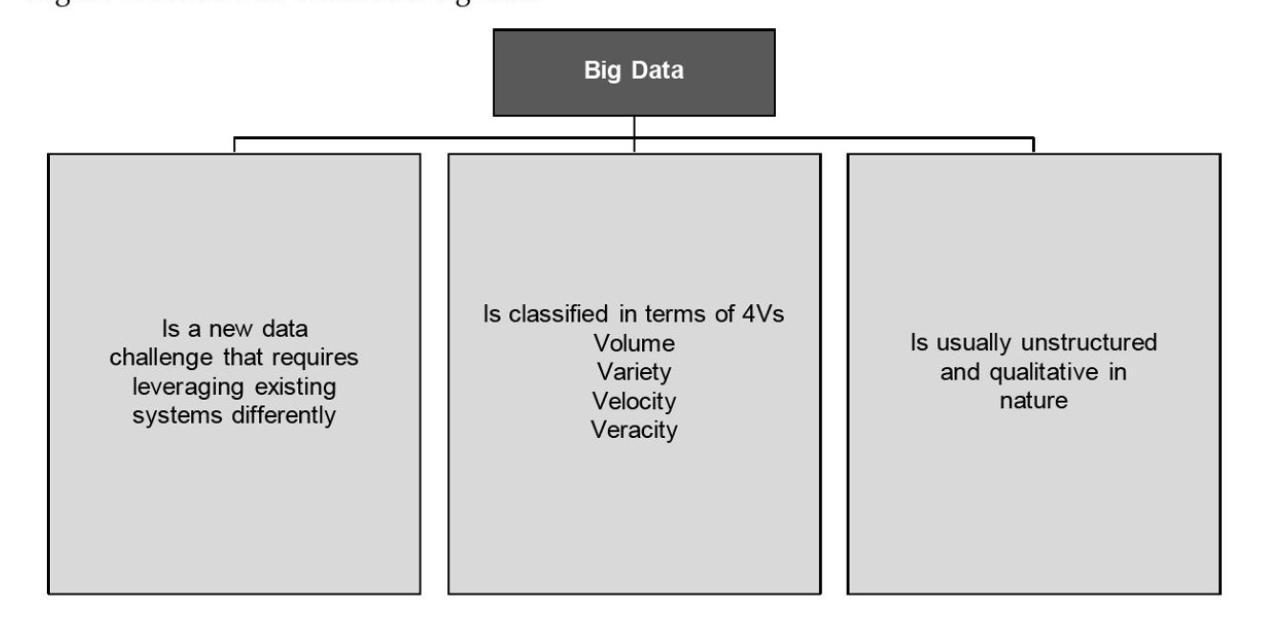 Big Data
Is a new data
challenge that requires
leveraging existing
systems differently
Is classified in terms of 4Vs
Volume
Variety
Velocity
Veracity
Is usually unstructured
and qualitative in
nature